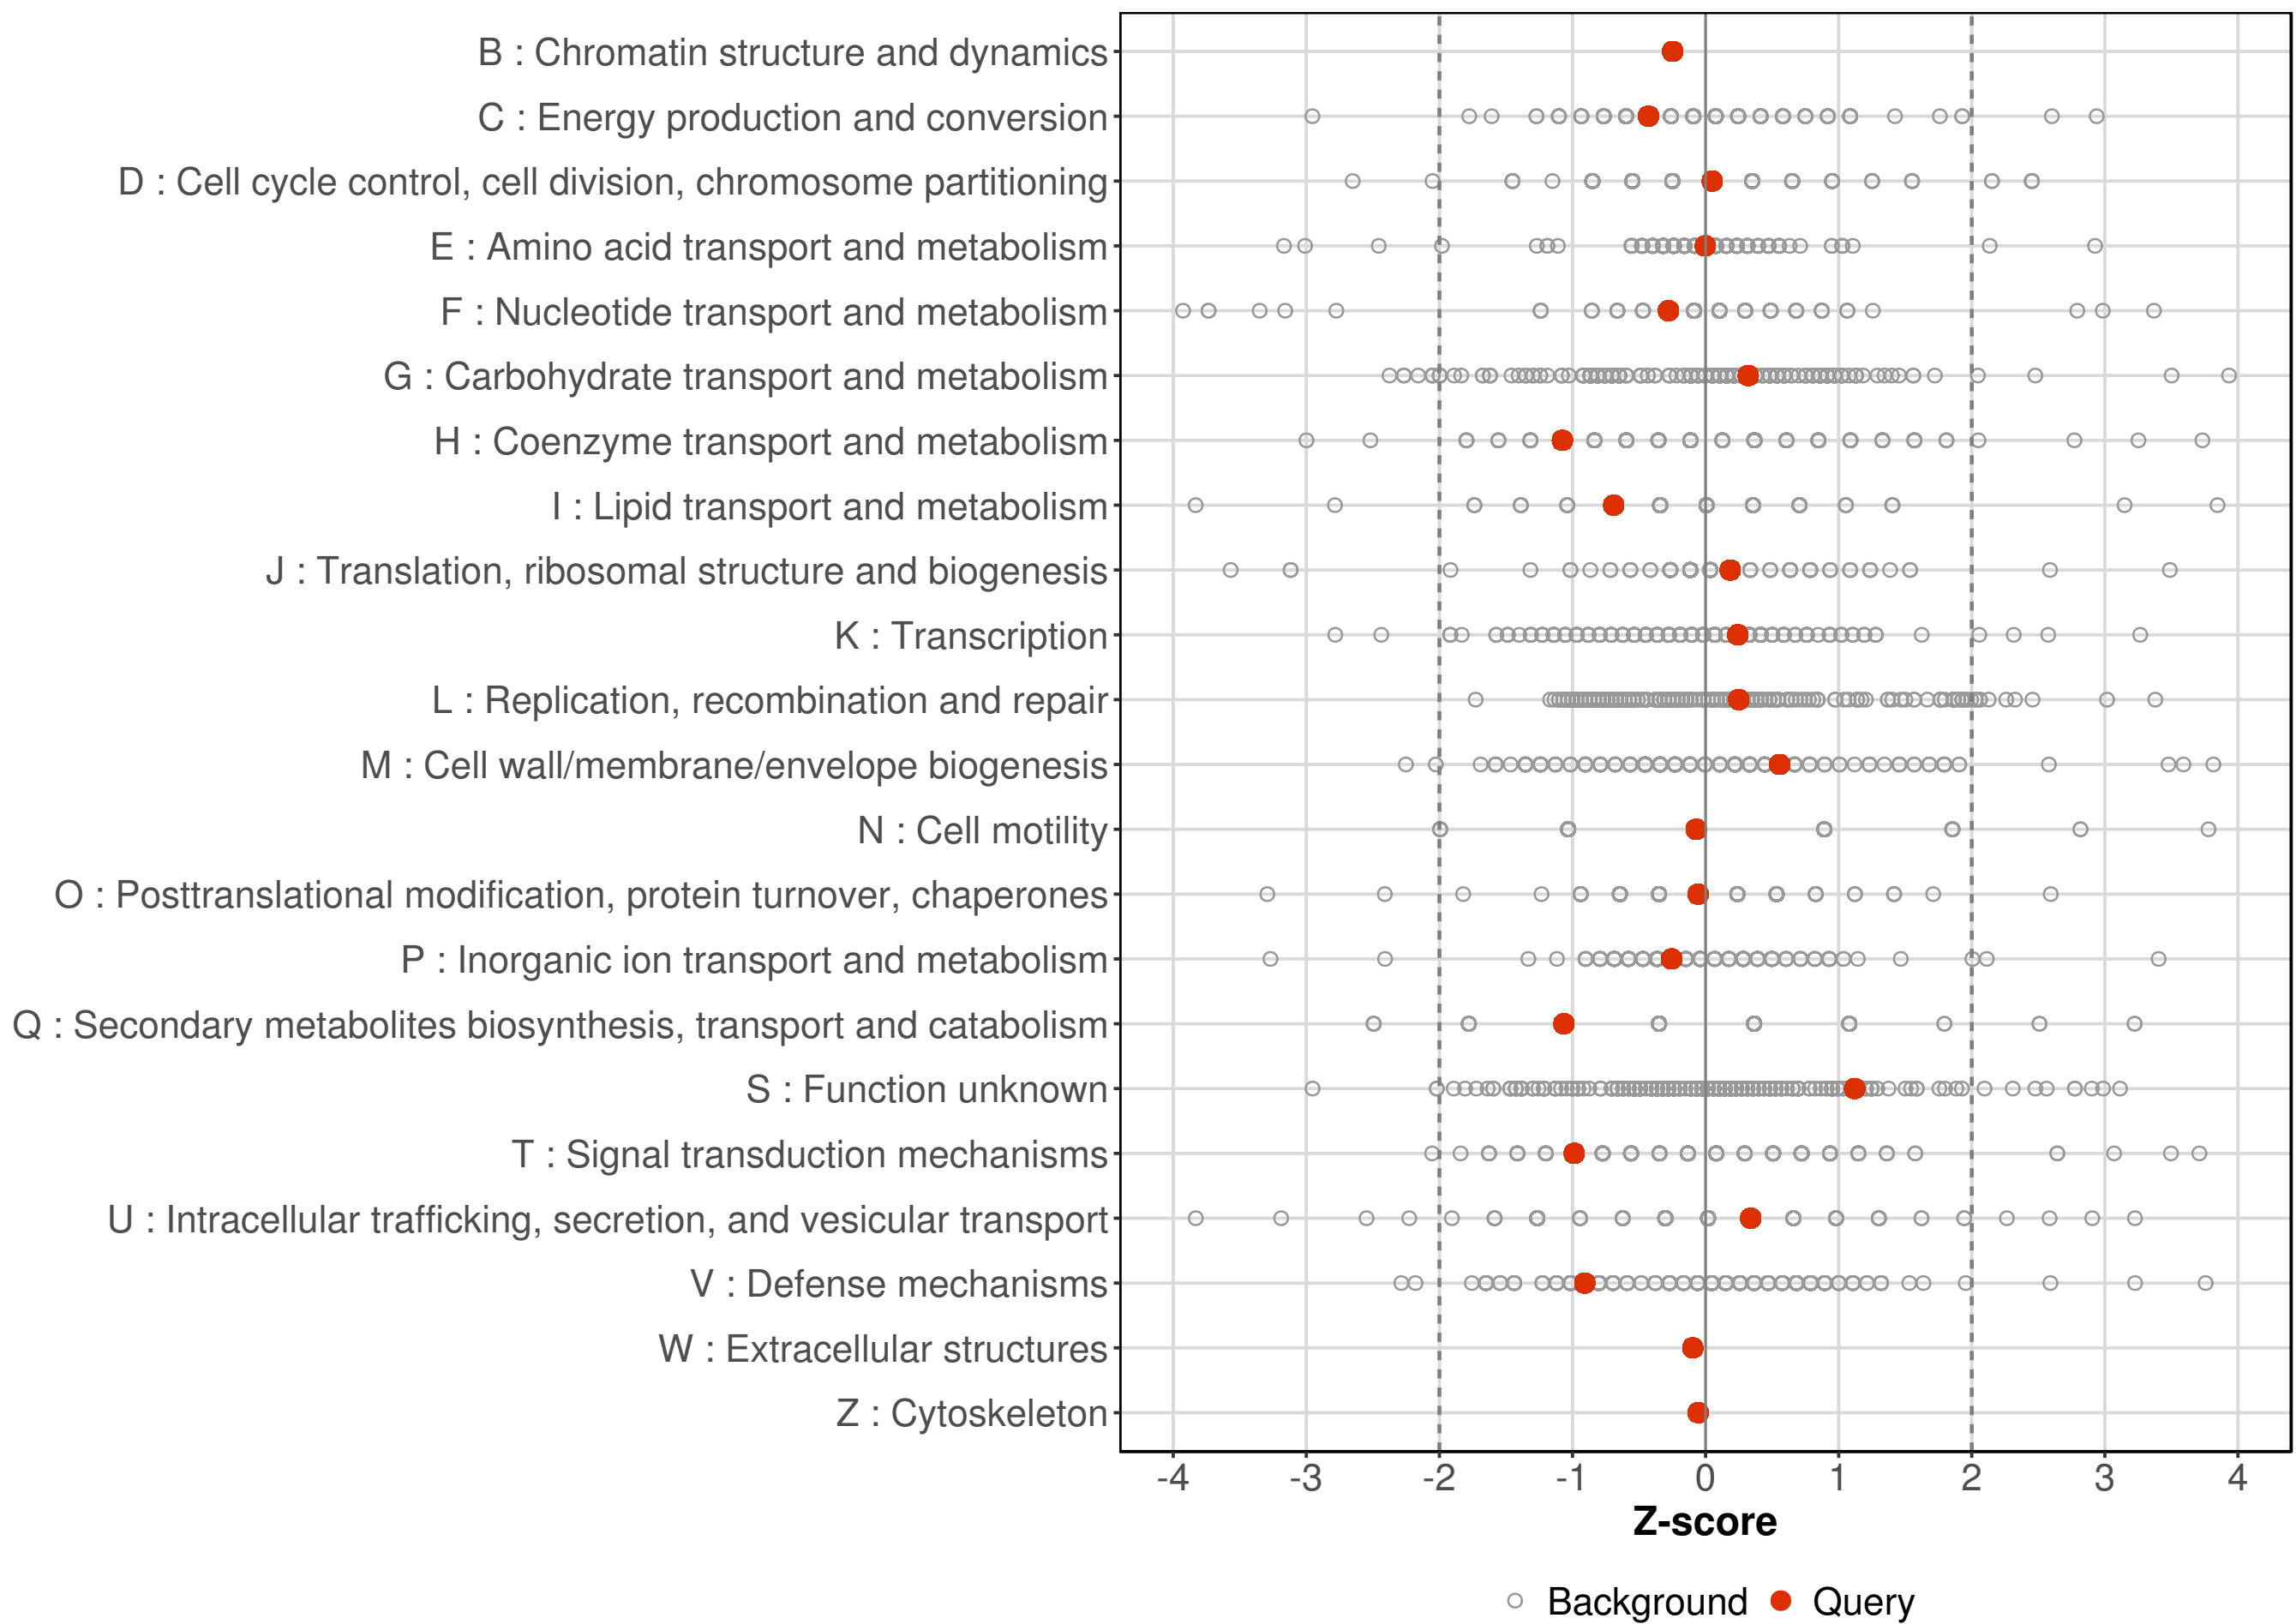 B : Chromatin structure and dynamics
C : Energy production and conversion
D : Cell cycle control, cell division, chromosome partitioning
E : Amino acid transport and metabolism
F : Nucleotide transport and metabolism
G : Carbohydrate transport and metabolism
H : Coenzyme transport and metabolism
I : Lipid transport and metabolism
J : Translation, ribosomal structure and biogenesis
K : Transcription
L : Replication, recombination and repair
M : Cell wall/membrane/envelope biogenesis
N : Cell motility
O : Posttranslational modification, protein turnover, chaperones
P : Inorganic ion transport and metabolism
Q : Secondary metabolites biosynthesis, transport and catabolism
S : Function unknown
T : Signal transduction mechanisms
U : Intracellular trafficking, secretion, and vesicular transport
V : Defense mechanisms
W : Extracellular structures
Z : Cytoskeleton
-4 -3 -2 -1 0 1 2 3 4
Z-score
Background Query